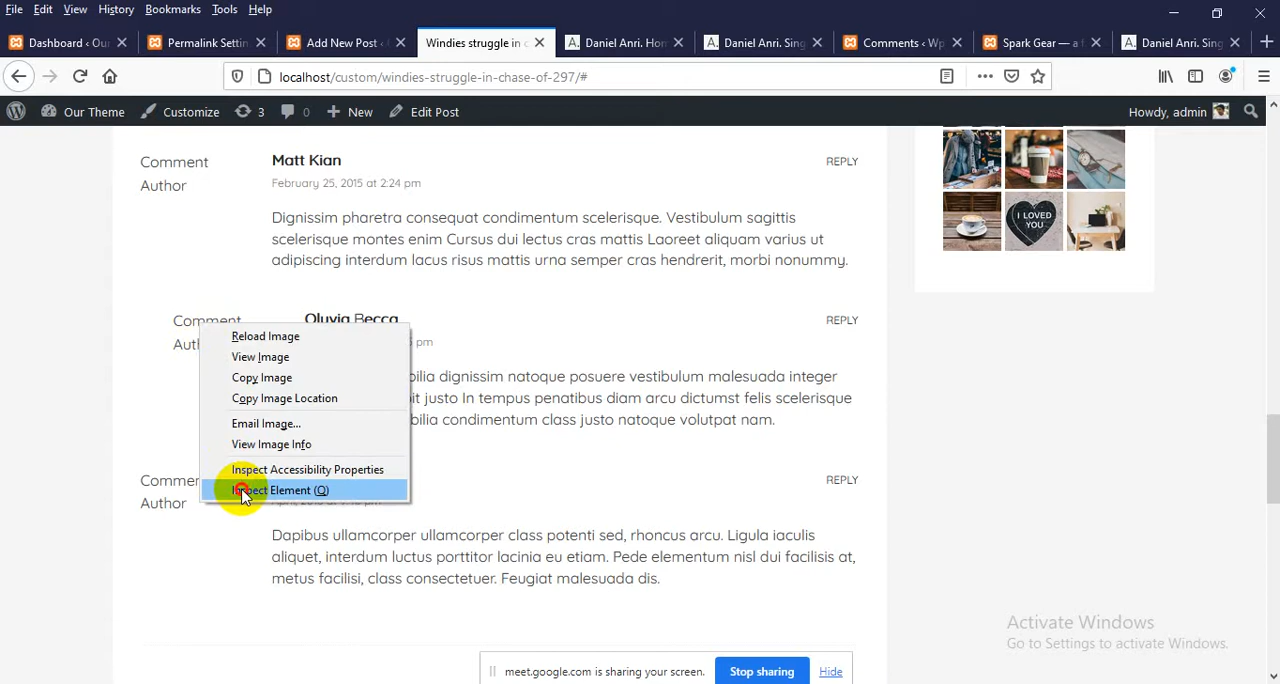 File Edit View History Bookmarks Tools Help
Dashboard ‹ Ou Permalink Settin Add New Post ‹ Windies struggle in c Daniel Anri. Hon Daniel Anri. Sing Comments ‹ Wp Spark Gear — a f Daniel Anri. Sing
localhost/custom/windies-struggle-in-chase-of-297/#
Our Theme Customize 3 0 New Edit Post Howdy, admin
Comment Author
Matt Kian
REPLY
February 25, 2015 at 2:24 pm
Dignissim pharetra consequat condimentum scelerisque. Vestibulum sagittis
scelerisque montes enim Cursus dui lectus cras mattis Laoreet aliquam varius ut
adipiscing interdum lacus risus mattis urna semper cras hendrerit, morbi nonummy.
I LOVED
YOU
Comment
Oluvia Becca
REPLY
pm
bilia dignissim natoque posuere vestibulum malesuada integer
it justo In tempus penatibus diam arcu dictumst felis scelerisque
bilia condimentum class justo natoque volutpat nam.
Reload Image
View Image
Copy Image
Copy Image Location
Email Image...
View Image Info
Inspect Accessibility Properties
Inspect Element (Q)
Author
REPLY
Dapibus ullamcorper ullamcorper class potenti sed, rhoncus arcu. Ligula iaculis
aliquet, interdum luctus porttitor lacinia eu etiam. Pede elementum nisl dui facilisis at,
metus facilisi, class consectetuer. Feugiat malesuada dis.
Activate Windows
Go to Settings to activate Windows.
meet.google.com is sharing your screen. Stop sharing Hide